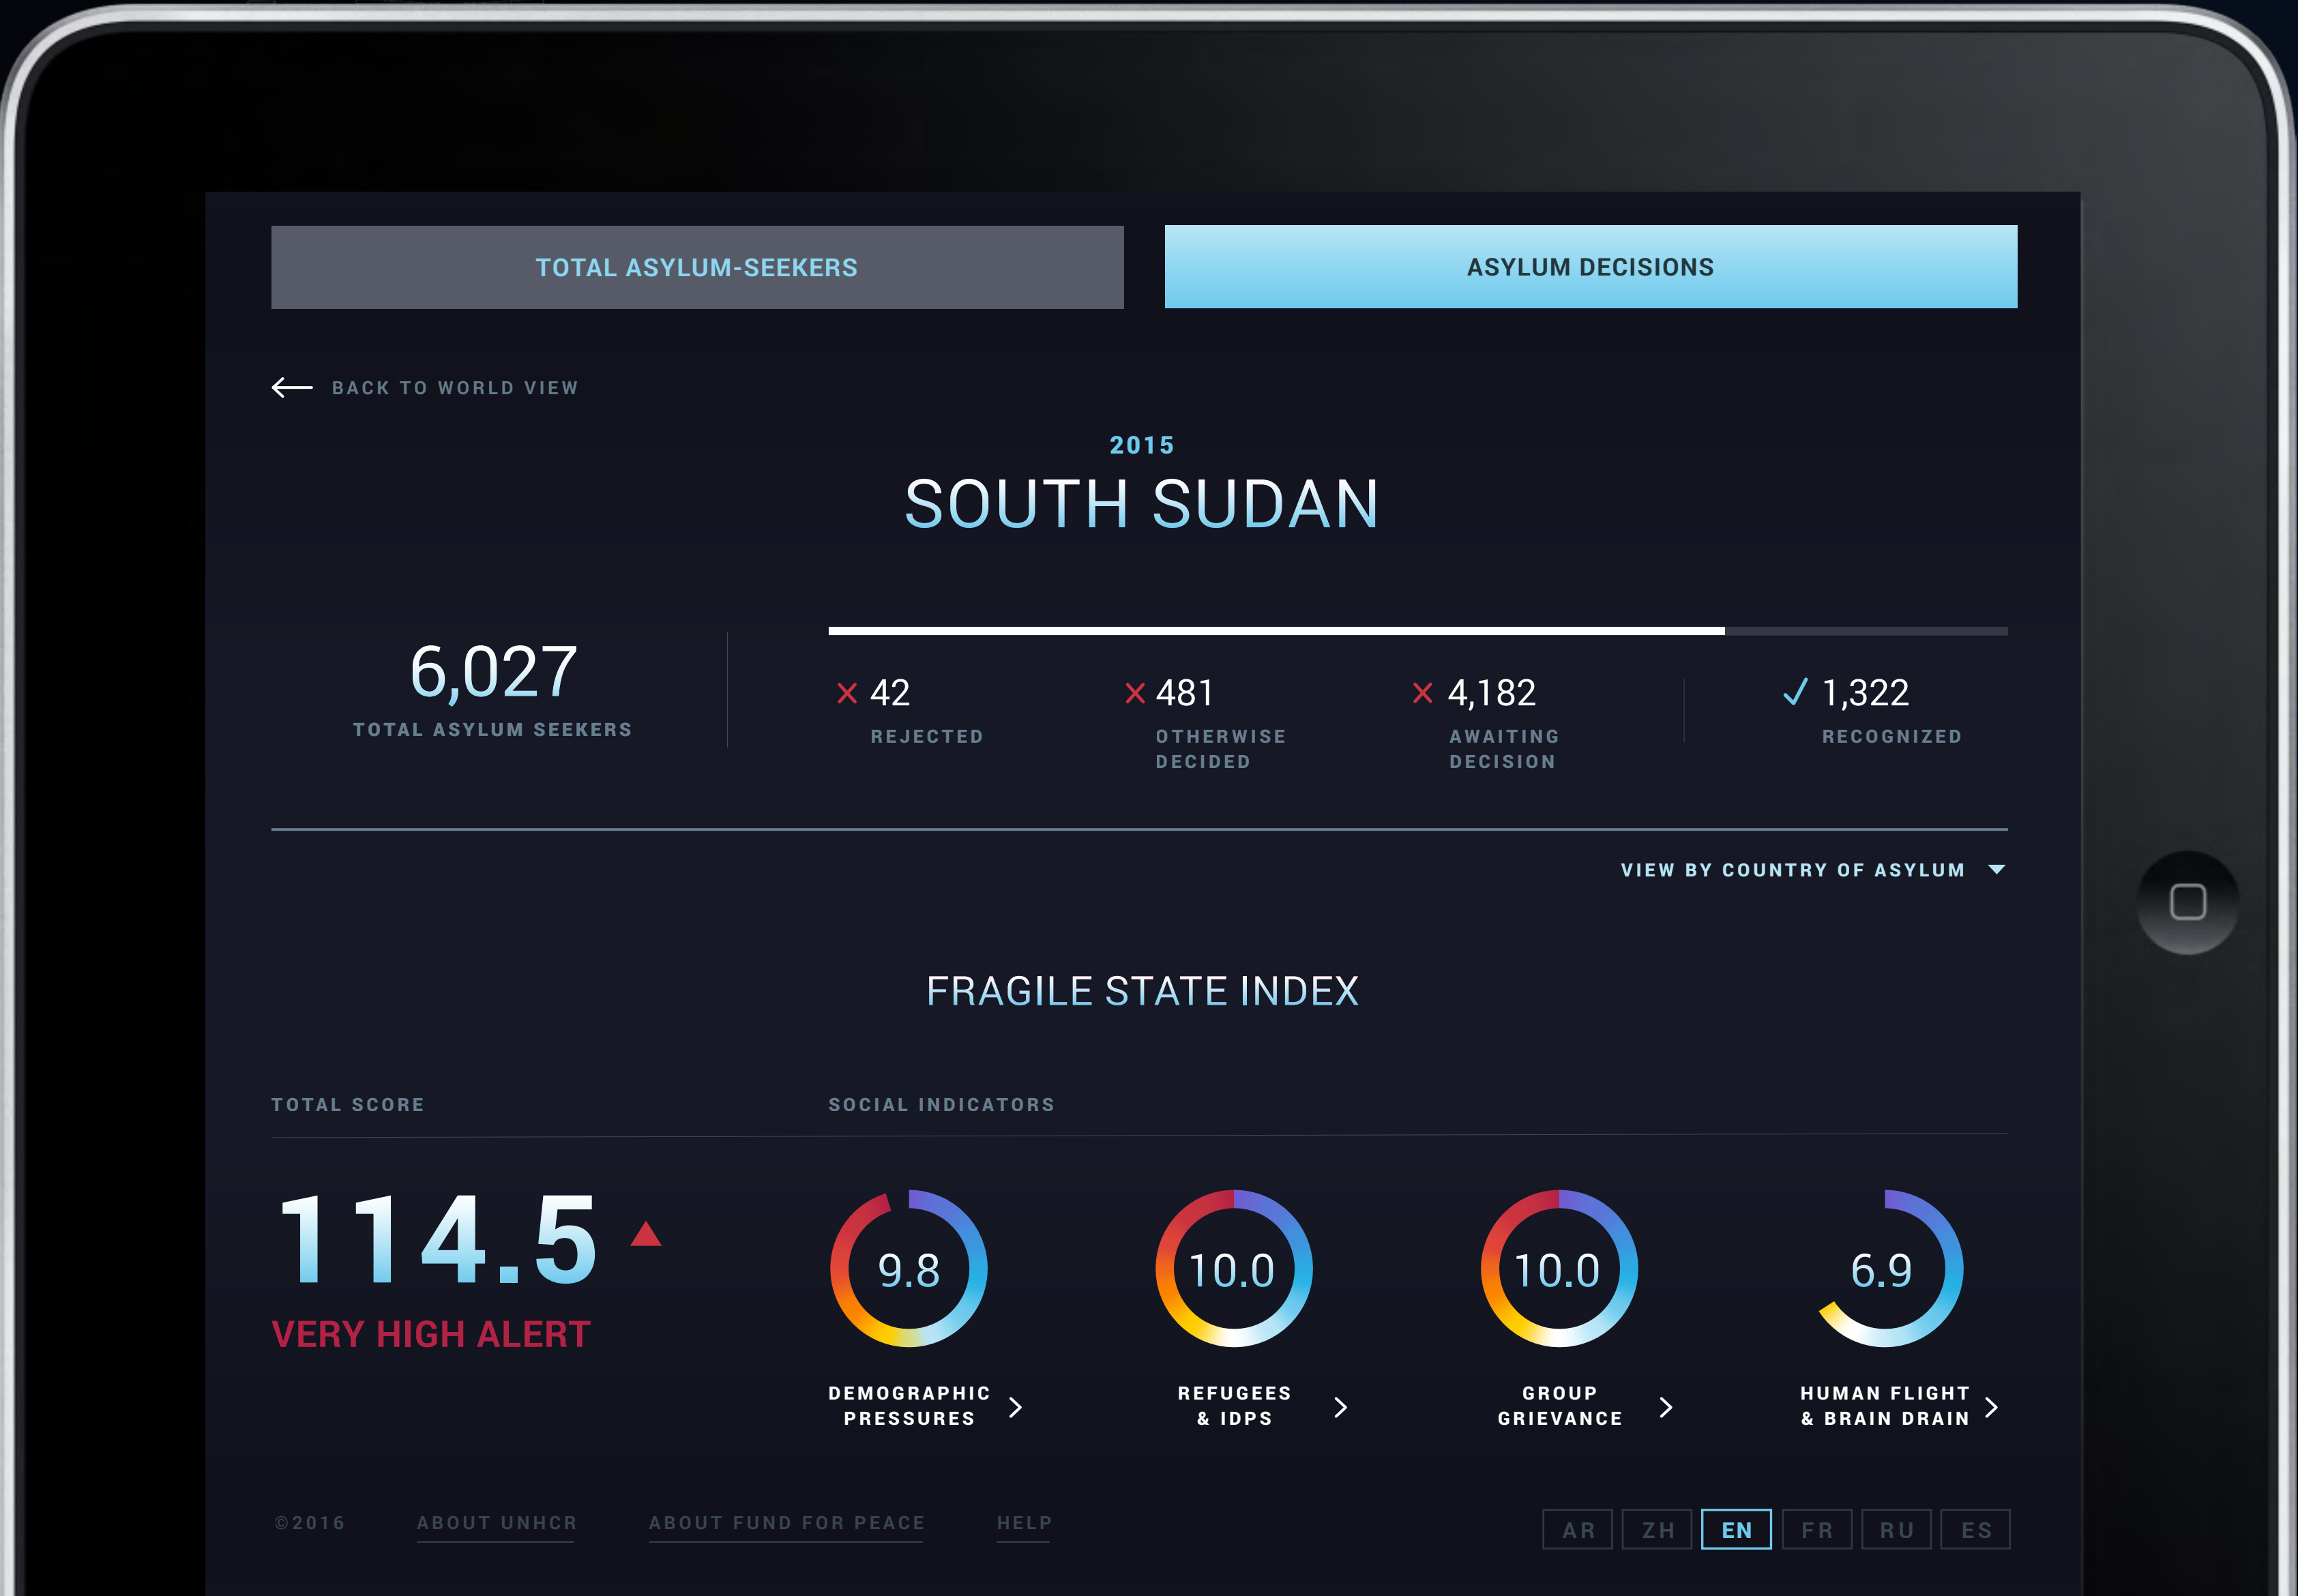 TOTAL ASYLUM-SEEKERS
ASYLUM DECISIONS
BACK TO WORLD VIEW
2015
SOUTH SUDAN
6,027
TOTAL ASYLUM SEEKERS
42
REJECTED
481
OTHERWISE
DECIDED
4,182
AWAITING
DECISION
1,322
RECOGNIZED
VIEW BY COUNTRY OF ASYLUM
FRAGILE STATE INDEX
TOTAL SCORE
SOCIAL INDICATORS
114.5
VERY HIGH ALERT
9.8
DEMOGRAPHIC
PRESSURES
10.0
REFUGEES
& IDPS
10.0
GROUP
GRIEVANCE
6.9
HUMAN FLIGHT
& BRAIN DRAIN
©2016
ABOUT UNHCR
ABOUT FUND FOR PEACE
HELP
AR
ZH
EN
FR
RU
ES